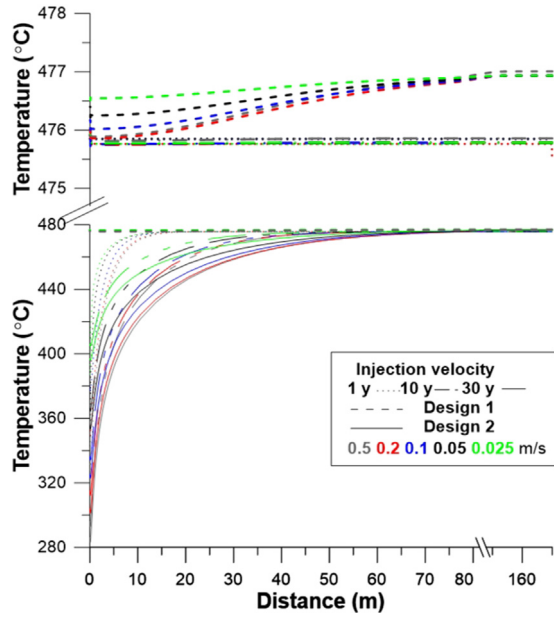 478
477
476
475
Temperature (°C)
480
440
400
360
320
280
Temperature (°C)
Injection velocity
1 y 10 y 30 y
Design 1
Design 2
0.5 0.2 0.1 0.05 0.025 m/s
0 10 20 30 40 50 60 70 80 160
Distance (m)